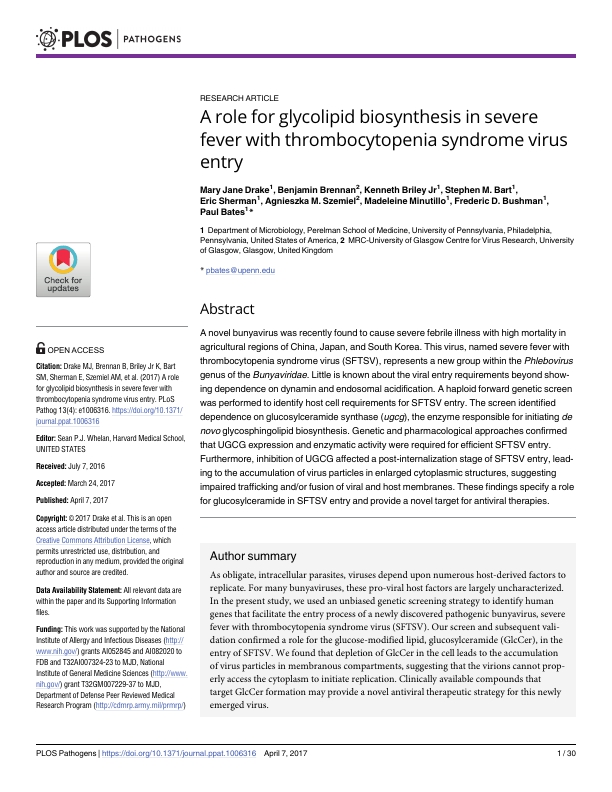 PLOS | PATHOGENS
RESEARCH ARTICLE
A role for glycolipid biosynthesis in severe
fever with thrombocytopenia syndrome virus
entry
Mary Jane Drake1, Benjamin Brennan2, Kenneth Briley Jr1, Stephen M. Bart1,
Eric Sherman1, Agnieszka M. Szemiel2, Madeleine Minutillo1, Frederic D. Bushman1,
Paul Bates1*
1 Department of Microbiology, Perelman School of Medicine, University of Pennsylvania, Philadelphia,
Pennsylvania, United States of America, 2 MRC-University of Glasgow Centre for Virus Research, University
of Glasgow, Glasgow, United Kingdom
* pbates@upenn.edu
Abstract
A novel bunyavirus was recently found to cause severe febrile illness with high mortality in
agricultural regions of China, Japan, and South Korea. This virus, named severe fever with
thrombocytopenia syndrome virus (SFTSV), represents a new group within the Phlebovirus
genus of the Bunyaviridae. Little is known about the viral entry requirements beyond show-
ing dependence on dynamin and endosomal acidification. A haploid forward genetic screen
was performed to identify host cell requirements for SFTSV entry. The screen identified
dependence on glucosylceramide synthase (ugcg), the enzyme responsible for initiating de
novo glycosphingolipid biosynthesis. Genetic and pharmacological approaches confirmed
that UGCG expression and enzymatic activity were required for efficient SFTSV entry.
Furthermore, inhibition of UGCG affected a post-internalization stage of SFTSV entry, lead-
ing to the accumulation of virus particles in enlarged cytoplasmic structures, suggesting
impaired trafficking and/or fusion of viral and host membranes. These findings specify a role
for glucosylceramide in SFTSV entry and provide a novel target for antiviral therapies.
Author summary
As obligate, intracellular parasites, viruses depend upon numerous host-derived factors to
replicate. For many bunyaviruses, these pro-viral host factors are largely uncharacterized.
In the present study, we used an unbiased genetic screening strategy to identify human
genes that facilitate the entry process of a newly discovered pathogenic bunyavirus, severe
fever with thrombocytopenia syndrome virus (SFTSV). Our screen and subsequent vali-
dation confirmed a role for the glucose-modified lipid, glucosylceramide (GlcCer), in the
entry of SFTSV. We found that depletion of GlcCer in the cell leads to the accumulation
of virus particles in membranous compartments, suggesting that the virions cannot prop-
erly access the cytoplasm to initiate replication. Clinically available compounds that
target GlcCer formation may provide a novel antiviral therapeutic strategy for this newly
emerged virus.
Check for
updates
OPEN ACCESS
Citation: Drake MJ, Brennan B, Briley Jr K, Bart
SM, Sherman E, Szemiel AM, et al. (2017) A role
for glycolipid biosynthesis in severe fever with
thrombocytopenia syndrome virus entry. PLoS
Pathog 13(4): e1006316. https://doi.org/10.1371/
journal.ppat.1006316
Editor: Sean P.J. Whelan, Harvard Medical School,
UNITED STATES
Received: July 7, 2016
Accepted: March 24, 2017
Published: April 7, 2017
Copyright: © 2017 Drake et al. This is an open
access article distributed under the terms of the
Creative Commons Attribution License, which
permits unrestricted use, distribution, and
reproduction in any medium, provided the original
author and source are credited.
Data Availability Statement: All relevant data are
within the paper and its Supporting Information
files.
Funding: This work was supported by the National
Institute of Allergy and Infectious Diseases (http://
www.nih.gov/) grants AI052845 and AI082020 to
FDB and T32AI007324-23 to MJD, National
Institute of General Medicine Sciences (http://www.
nih.gov/) grant T32GM007229-37 to MJD,
Department of Defense Peer Reviewed Medical
Research Program (http://cdmrp.army.mil/prmrp/)
PLOS Pathogens | https://doi.org/10.1371/journal.ppat.1006316 April 7, 2017
1 / 30